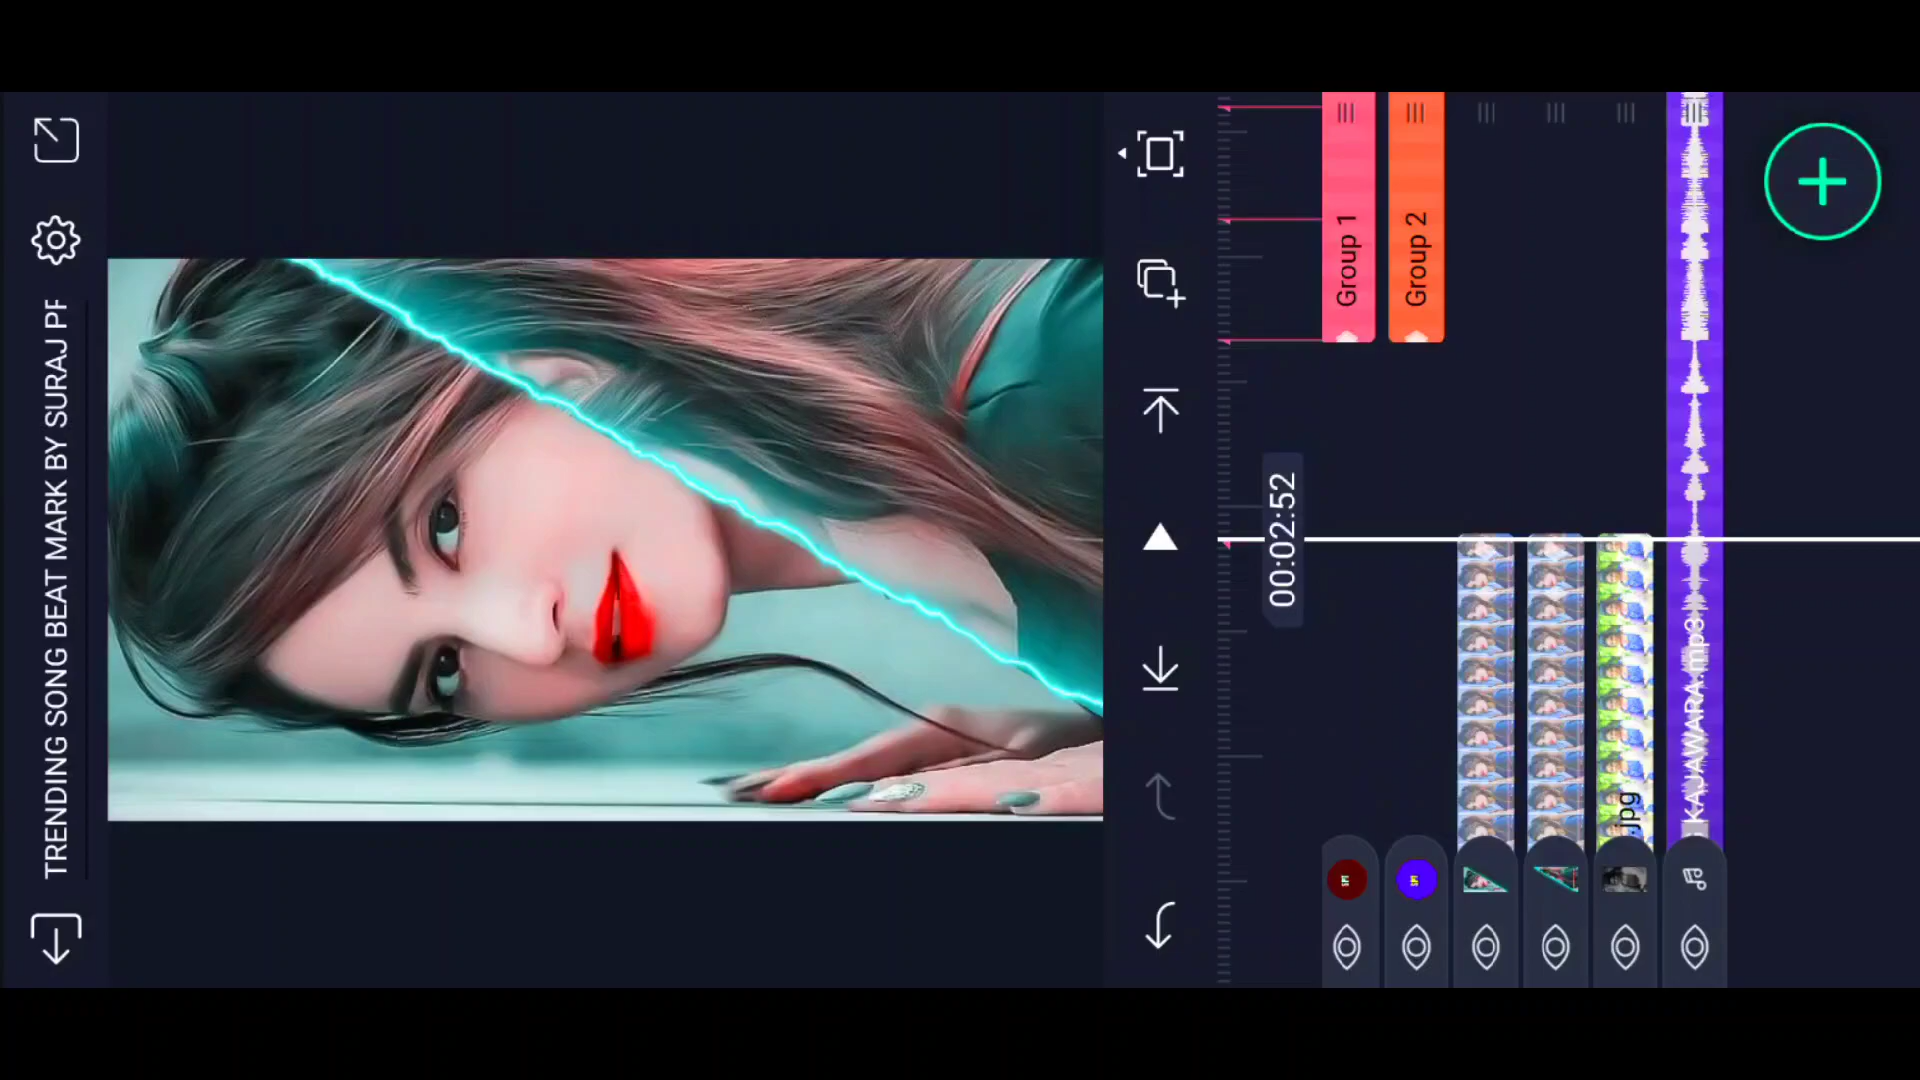 TRENDING SONG BEAT MARK BY SURAJ PF
00:02:52
Group 1
Group 2
.jpg
KAJAWARA.mp3